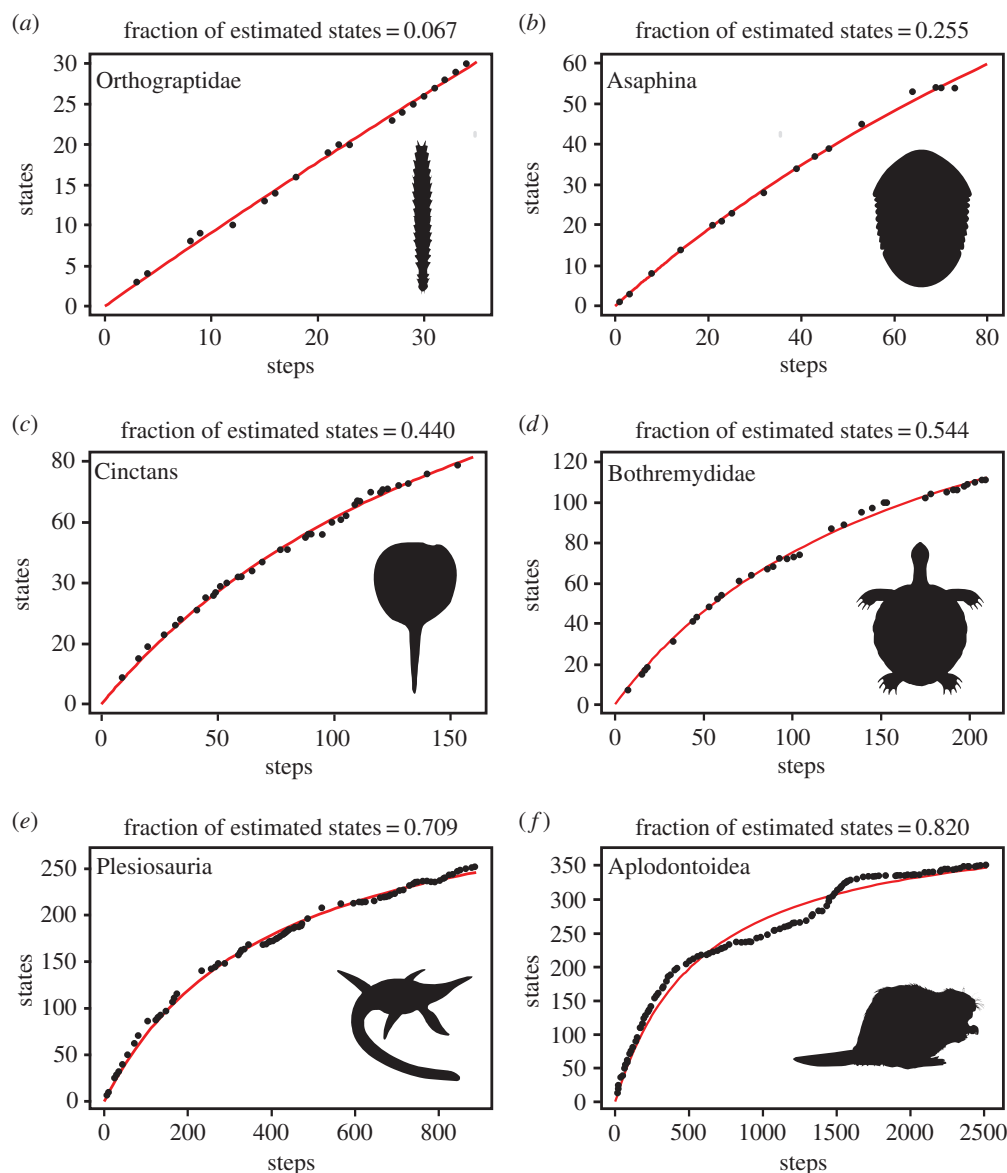 (a)
fraction of estimated states = 0.067
Orthograptidae
30
25
20
15
10
5
0
states
0 10 20 30
steps
(b)
fraction of estimated states = 0.255
Asaphina
60
50
40
30
20
10
0
states
0 20 40 60 80
steps
(c)
fraction of estimated states = 0.440
Cinctans
80
60
30
20
0
states
0 50 100 150
steps
(d)
fraction of estimated states = 0.544
Bothremydidae
120
100
80
60
40
20
0
states
0 50 100 150 200
steps
(e)
fraction of estimated states = 0.709
Plesiosauria
250
200
150
100
50
0
states
0 200 400 600 800
steps
(f)
fraction of estimated states = 0.820
Aplodontoidea
350
300
250
200
150
100
50
0
states
0 500 1000 1500 2000 2500
steps